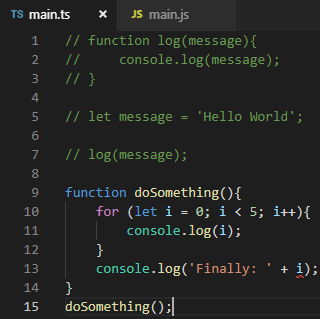 TS main.ts × JS main.js
1 // function log(message){
2 //     console.log(message);
3 // }
4
5 // let message = 'Hello World';
6
7 // log(message);
8
9 function doSomething(){
10     for (let i = 0; i < 5; i++){
11         console.log(i);
12     }
13     console.log('Finally: ' + i);
14 }
15 doSomething();